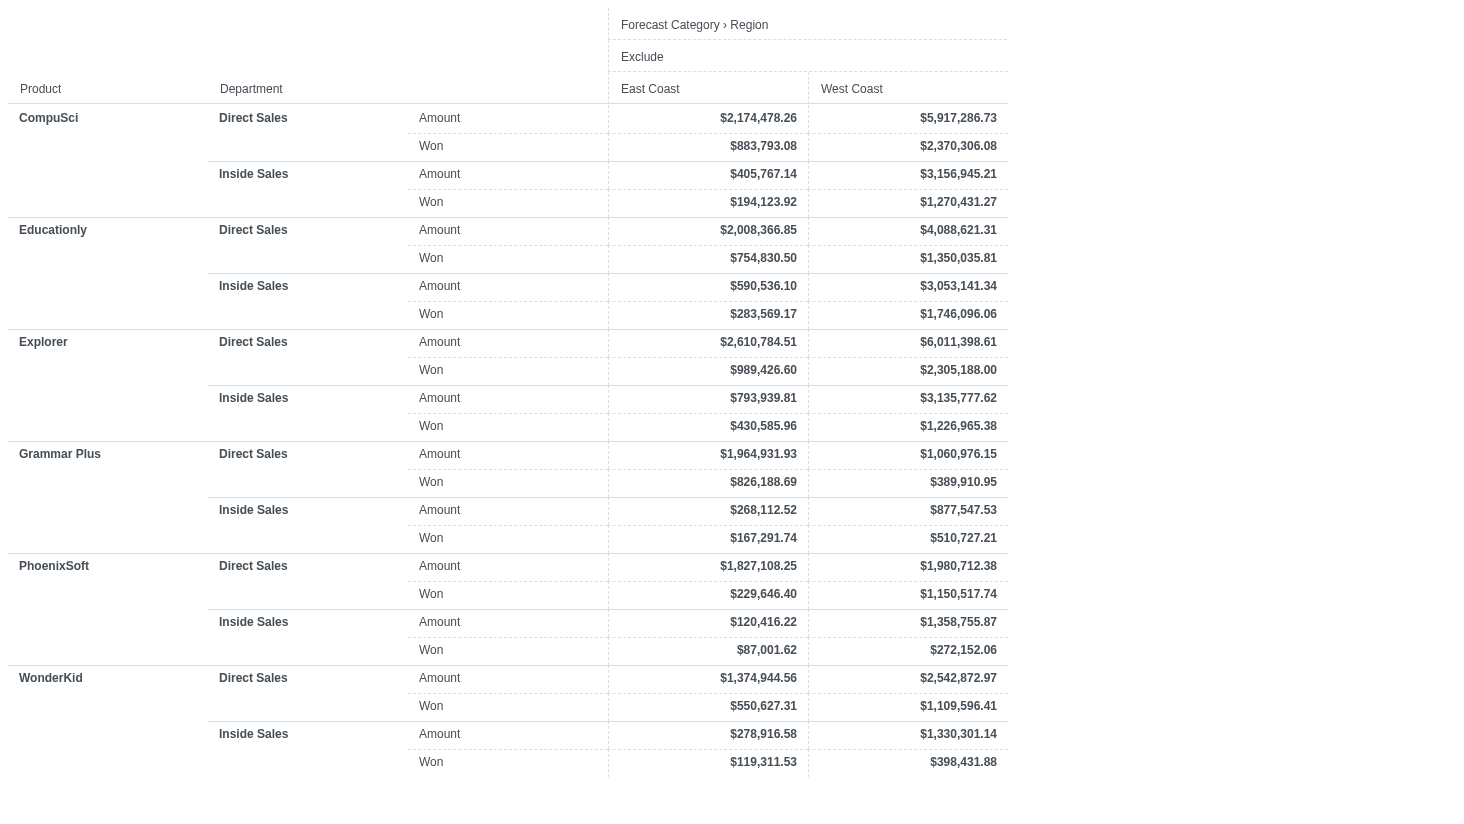 Forecast Category › Region
Exclude
Product Department East Coast West Coast
CompuSci Direct Sales Amount $2,174,478.26 $5,917,286.73
Won $883,793.08 $2,370,306.08
Inside Sales Amount $405,767.14 $3,156,945.21
Won $194,123.92 $1,270,431.27
Educationly Direct Sales Amount $2,008,366.85 $4,088,621.31
Won $754,830.50 $1,350,035.81
Inside Sales Amount $590,536.10 $3,053,141.34
Won $283,569.17 $1,746,096.06
Explorer Direct Sales Amount $2,610,784.51 $6,011,398.61
Won $989,426.60 $2,305,188.00
Inside Sales Amount $793,939.81 $3,135,777.62
Won $430,585.96 $1,226,965.38
Grammar Plus Direct Sales Amount $1,964,931.93 $1,060,976.15
Won $826,188.69 $389,910.95
Inside Sales Amount $268,112.52 $877,547.53
Won $167,291.74 $510,727.21
PhoenixSoft Direct Sales Amount $1,827,108.25 $1,980,712.38
Won $229,646.40 $1,150,517.74
Inside Sales Amount $120,416.22 $1,358,755.87
Won $87,001.62 $272,152.06
WonderKid Direct Sales Amount $1,374,944.56 $2,542,872.97
Won $550,627.31 $1,109,596.41
Inside Sales Amount $278,916.58 $1,330,301.14
Won $119,311.53 $398,431.88